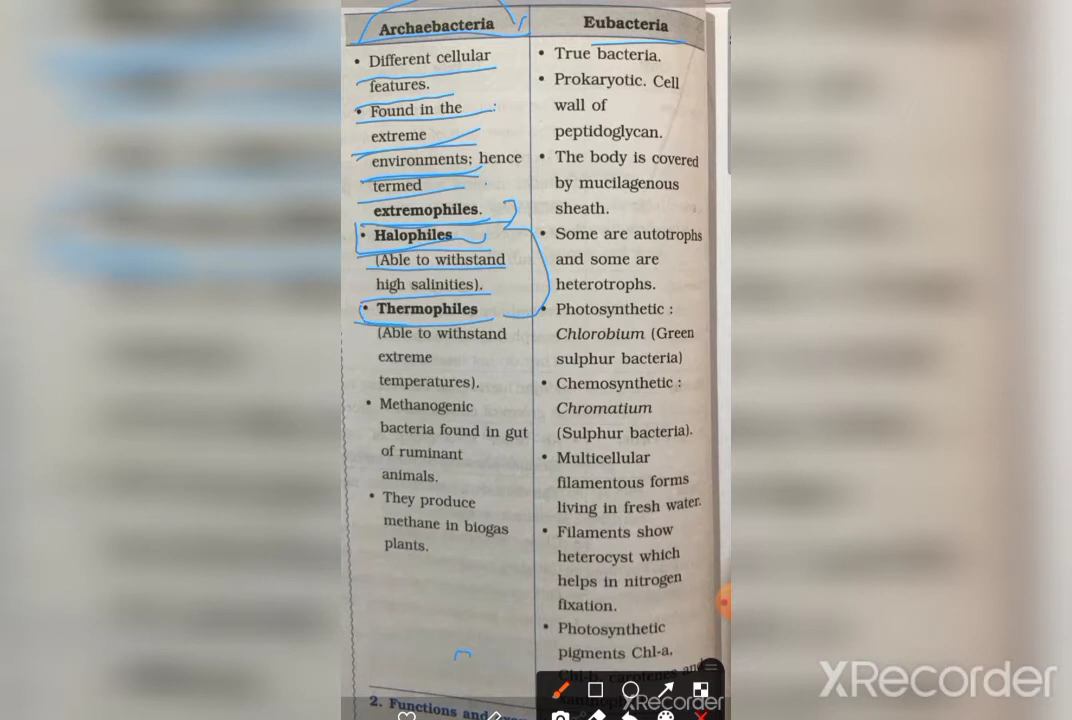 Archaebacteria
• Different cellular
features.
• Found in the
extreme
environments; hence
termed
extremophiles.
• Halophiles
(Able to withstand
high salinities).
• Thermophiles
(Able to withstand
extreme
temperatures).
• Methanogenic
bacteria found in gut
of ruminant
animals.
• They produce
methane in biogas
plants.
Eubacteria
• True bacteria.
• Prokaryotic. Cell
wall of
peptidoglycan.
• The body is covered
by mucilagenous
sheath.
• Some are autotrophs
and some are
heterotrophs.
• Photosynthetic :
Chlorobium (Green
sulphur bacteria)
• Chemosynthetic :
Chromatium
(Sulphur bacteria).
• Multicellular
filamentous forms
living in fresh water.
• Filaments show
heterocyst which
helps in nitrogen
fixation.
• Photosynthetic
pigments Chl-a,
Chl-b, carotenes and
2. Functions and
XRecorder
XRecorder